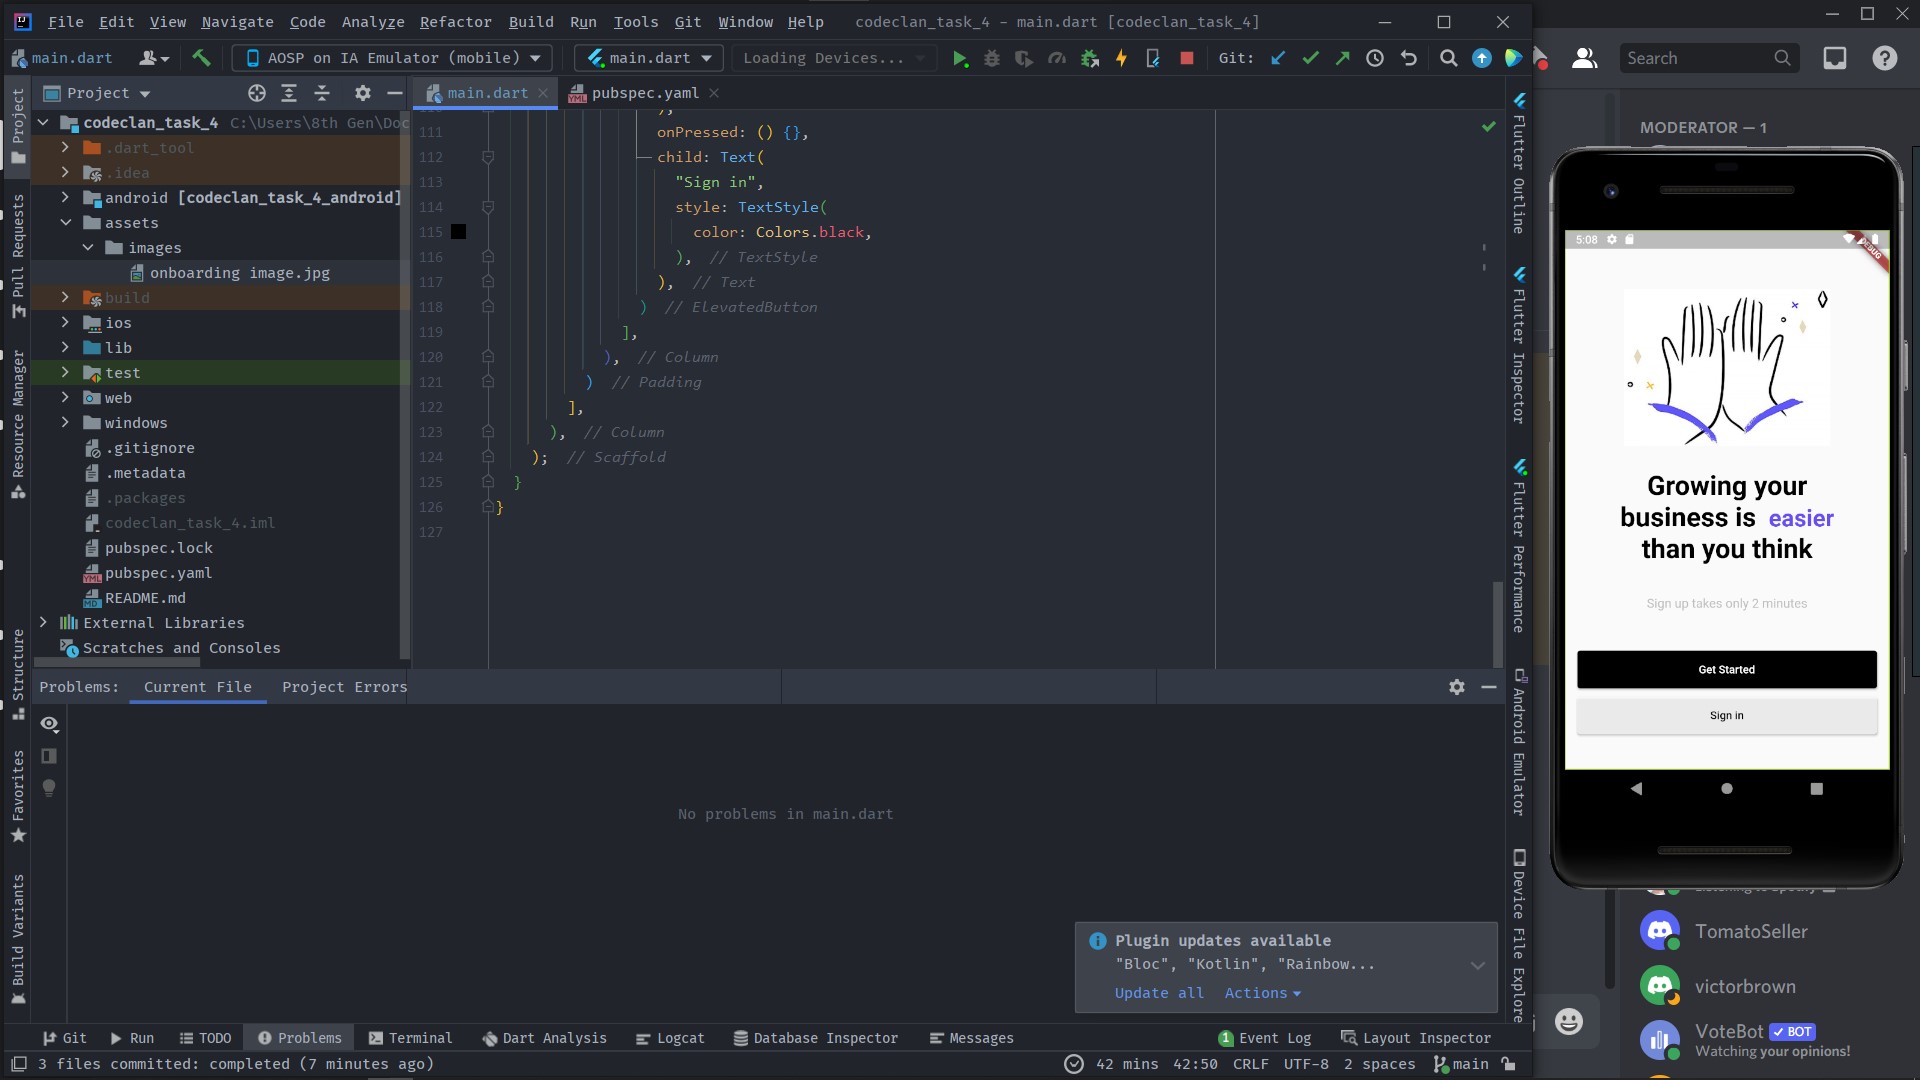 File Edit View Navigate Code Analyze Refactor Build Run Tools Git Window Help codeclan_task_4 - main.dart [codeclan_task_4]
main.dart AOSP on IA Emulator (mobile) main.dart Loading Devices... Git:
Search
Project
main.dart
pubspec.yaml
codeclan_task_4 C:\Users\8th Gen\Doc
.dart_tool
.idea
android [codeclan_task_4_android]
assets
images
onboarding image.jpg
build
ios
lib
test
web
windows
.gitignore
.metadata
.packages
codeclan_task_4.iml
pubspec.lock
pubspec.yaml
README.md
External Libraries
Scratches and Consoles
),
111 onPressed: () {},
112 child: Text(
113 "Sign in",
114 style: TextStyle(
115 color: Colors.black,
116 ), // TextStyle
117 ), // Text
118 ) // ElevatedButton
119 ],
120 ), // Column
121 ) // Padding
122 ],
123 ), // Column
124 ); // Scaffold
125 }
126 }
127
Project
Pull Requests
Resource Manager
Structure
Favorites
Build Variants
Flutter Outline
Flutter Inspector
Flutter Performance
Android Emulator
Device File Explore
Problems: Current File Project Errors
No problems in main.dart
Plugin updates available
"Bloc", "Kotlin", "Rainbow...
Update all Actions
Git Run TODO Problems Terminal Dart Analysis Logcat Database Inspector Messages 1 Event Log Layout Inspector
3 files committed: completed (7 minutes ago) 42 mins 42:50 CRLF UTF-8 2 spaces main
MODERATOR — 1
5:08
DEBUG
Growing your
business is easier
than you think
Sign up takes only 2 minutes
Get Started
Sign in
TomatoSeller
victorbrown
VoteBot BOT
Watching your opinions!